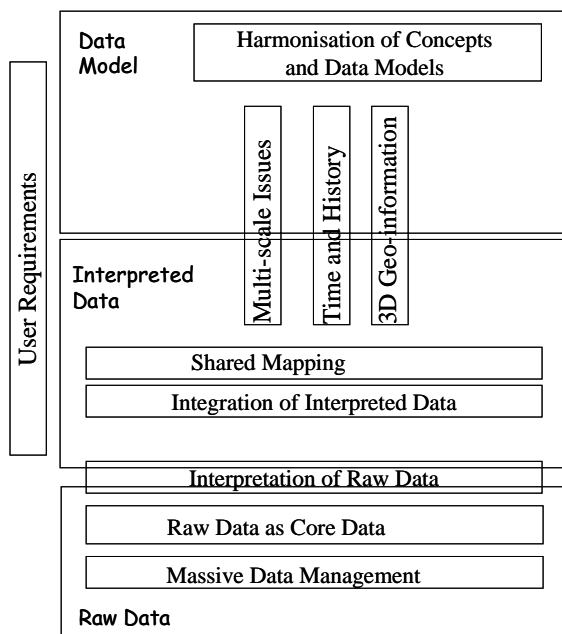 Data
Model
Harmonisation of Concepts
and Data Models
User Requirements
Multi-scale Issues
Time and History
3D Geo-information
Interpreted
Data
Shared Mapping
Integration of Interpreted Data
Interpretation of Raw Data
Raw Data as Core Data
Massive Data Management
Raw Data